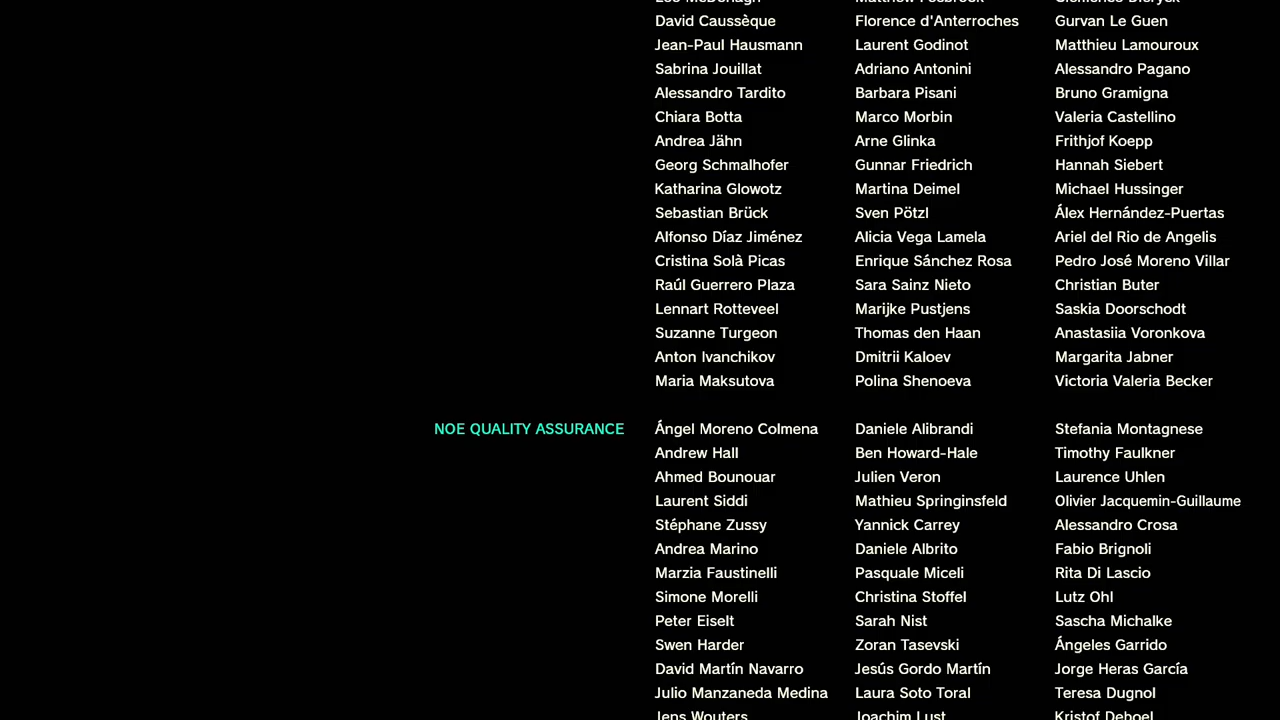 David Caussèque Florence d'Anterroches Gurvan Le Guen
Jean-Paul Hausmann Laurent Godinot Matthieu Lamouroux
Sabrina Jouillat Adriano Antonini Alessandro Pagano
Alessandro Tardito Barbara Pisani Bruno Gramigna
Chiara Botta Marco Morbin Valeria Castellino
Andrea Jähn Arne Glinka Frithjof Koepp
Georg Schmalhofer Gunnar Friedrich Hannah Siebert
Katharina Glowotz Martina Deimel Michael Hussinger
Sebastian Brück Sven Pötzl Álex Hernández-Puertas
Alfonso Díaz Jiménez Alicia Vega Lamela Ariel del Rio de Angelis
Cristina Solà Picas Enrique Sánchez Rosa Pedro José Moreno Villar
Raúl Guerrero Plaza Sara Sainz Nieto Christian Buter
Lennart Rotteveel Marijke Pustjens Saskia Doorschodt
Suzanne Turgeon Thomas den Haan Anastasiia Voronkova
Anton Ivanchikov Dmitrii Kaloev Margarita Jabner
Maria Maksutova Polina Shenoeva Victoria Valeria Becker
NOE QUALITY ASSURANCE Ángel Moreno Colmena Daniele Alibrandi Stefania Montagnese
Andrew Hall Ben Howard-Hale Timothy Faulkner
Ahmed Bounouar Julien Veron Laurence Uhlen
Laurent Siddi Mathieu Springinsfeld Olivier Jacquemin-Guillaume
Stéphane Zussy Yannick Carrey Alessandro Crosa
Andrea Marino Daniele Albrito Fabio Brignoli
Marzia Faustinelli Pasquale Miceli Rita Di Lascio
Simone Morelli Christina Stoffel Lutz Ohl
Peter Eiselt Sarah Nist Sascha Michalke
Swen Harder Zoran Tasevski Ángeles Garrido
David Martín Navarro Jesús Gordo Martín Jorge Heras García
Julio Manzaneda Medina Laura Soto Toral Teresa Dugnol
Jens Wouters Joachim Lust Kristof Deboel